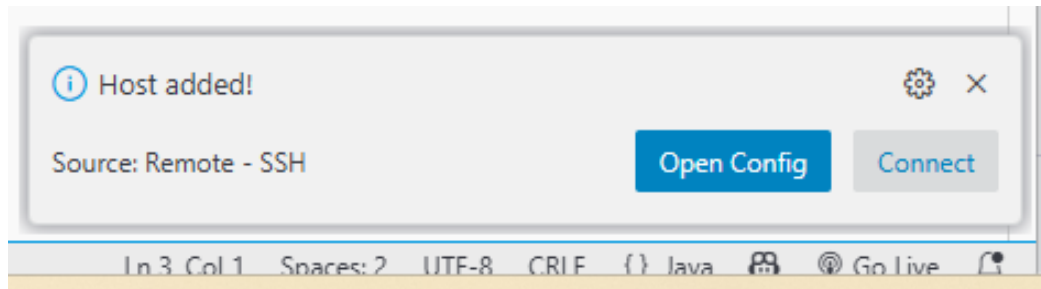 Host added!
Source: Remote - SSH
Open Config
Connect
Ln 3, Col 1 Spaces: 2 UTF-8 CRLF {} Java Go Live